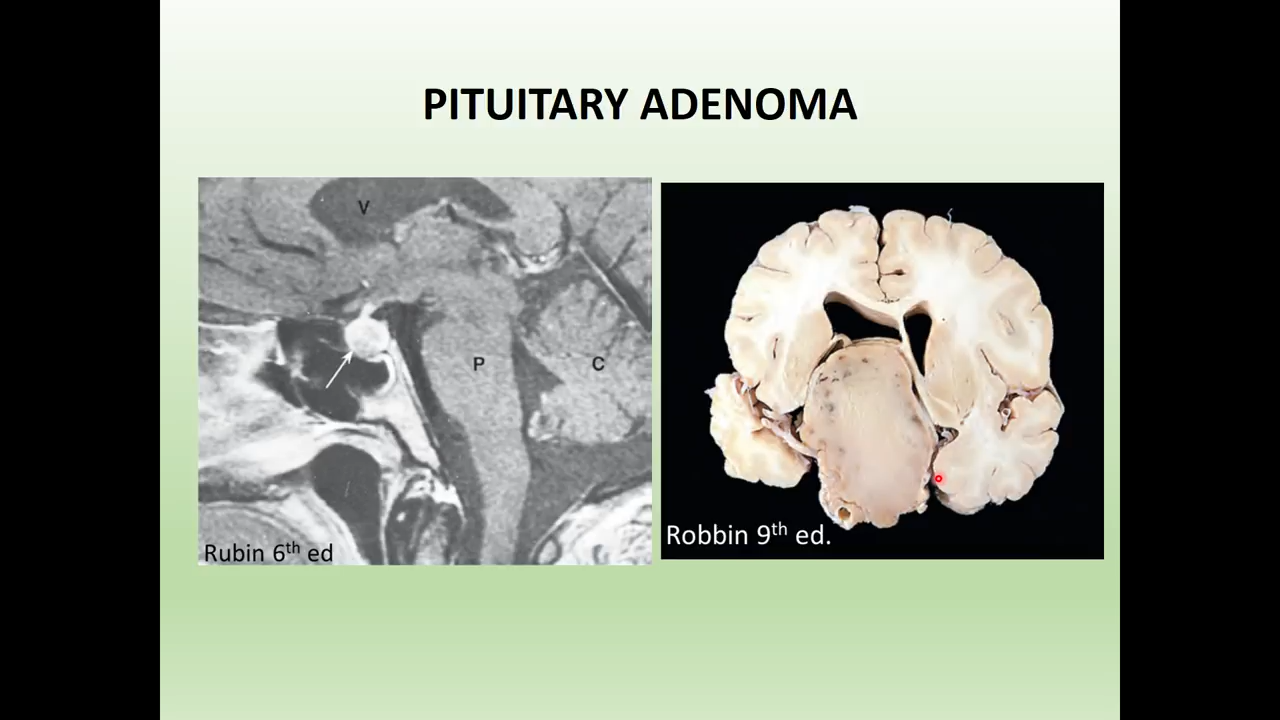 PITUITARY ADENOMA
V
P
C
Rubin 6th ed
Robbin 9th ed.